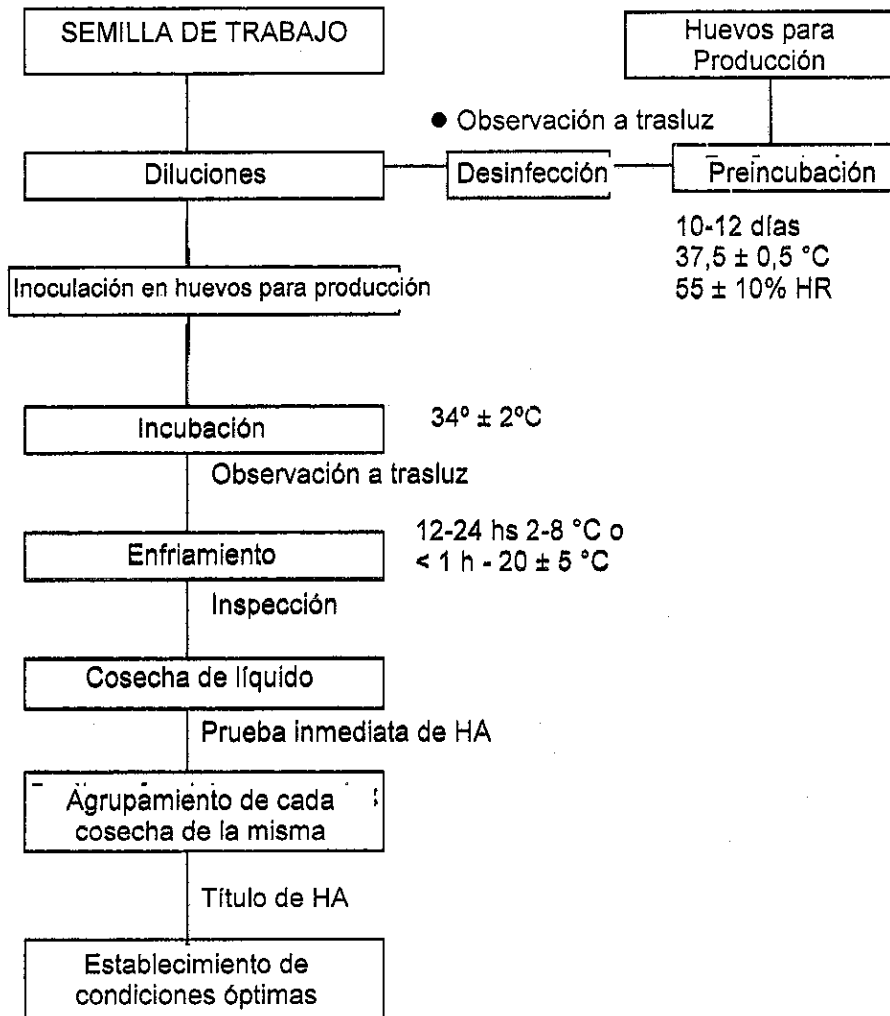 SEMILLA DE TRABAJO
Huevos para
Producción
● Observación a trasluz
Diluciones
Desinfección
Preincubación
10-12 días
37,5 ± 0,5 °C
55 ± 10% HR
Inoculación en huevos para producción
Incubación
34º ± 2ºC
Observación a trasluz
Enfriamiento
12-24 hs 2-8 °C o
< 1 h - 20 ± 5 °C
Inspección
Cosecha de líquido
Prueba inmediata de HA
Agrupamiento de cada
cosecha de la misma
Título de HA
Establecimiento de
condiciones óptimas